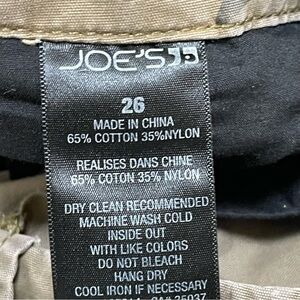 JOE'S
26
MADE IN CHINA
65% COTTON 35%NYLON
REALISES DANS CHINE
65% COTON 35% NYLON
DRY CLEAN RECOMMENDED
MACHINE WASH COLD
INSIDE OUT
WITH LIKE COLORS
DO NOT BLEACH
HANG DRY
COOL IRON IF NECESSARY